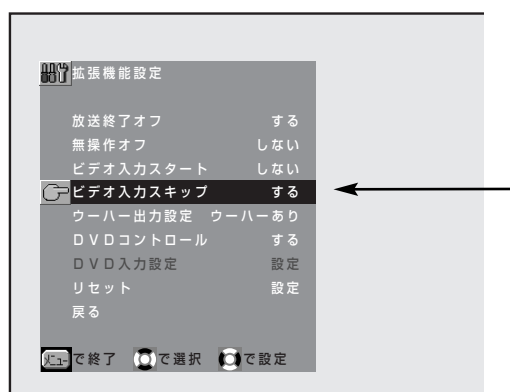 拡張機能設定
放送終了オフ する
無操作オフ しない
ビデオ入力スタート しない
ビデオ入力スキップ する
ウーハー出力設定 ウーハーあり
DVDコントロール する
DVD入力設定 設定
リセット 設定
戻る
メニューで終了 で選択 で設定